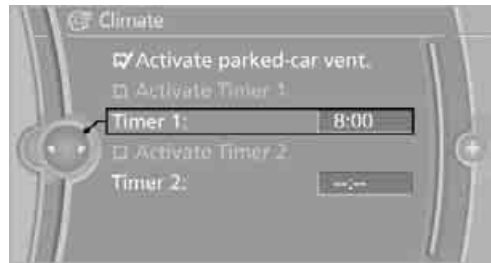 Climate
Activate parked-car vent.
Activate Timer 1
Timer 1: 8:00
Activate Timer 2
Timer 2: --:--